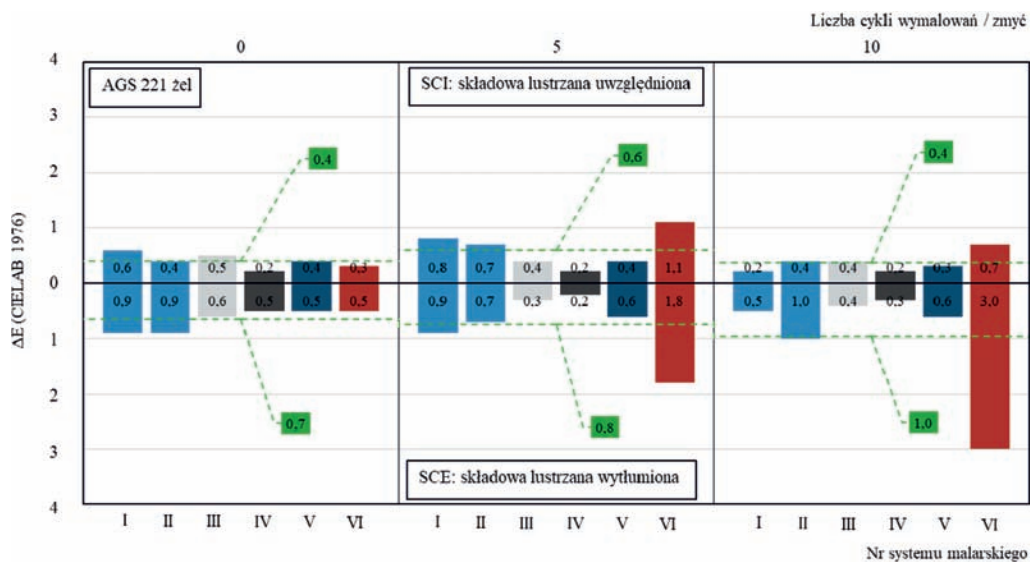 Liczba cykli wymalowań / zmyć
0 5 10
AGS 221 żel
SCI: składowa lustrzana uwzględniona
4
3
2
1
0
1
2
3
4
ΔE (CIELAB 1976)
0,4 0,6 0,4
0,6 0,4 0,5 0,2 0,4 0,3 0,8 0,7 0,4 0,2 0,4 1,1 0,2 0,4 0,4 0,2 0,3 0,7
0,9 0,9 0,6 0,5 0,5 0,5 0,9 0,7 0,3 0,2 0,6 1,8 0,5 1,0 0,4 0,3 0,6 3,0
0,7 0,8 1,0
SCE: składowa lustrzana wytłumiona
I II III IV V VI I II III IV V VI I II III IV V VI
Nr systemu malarskiego